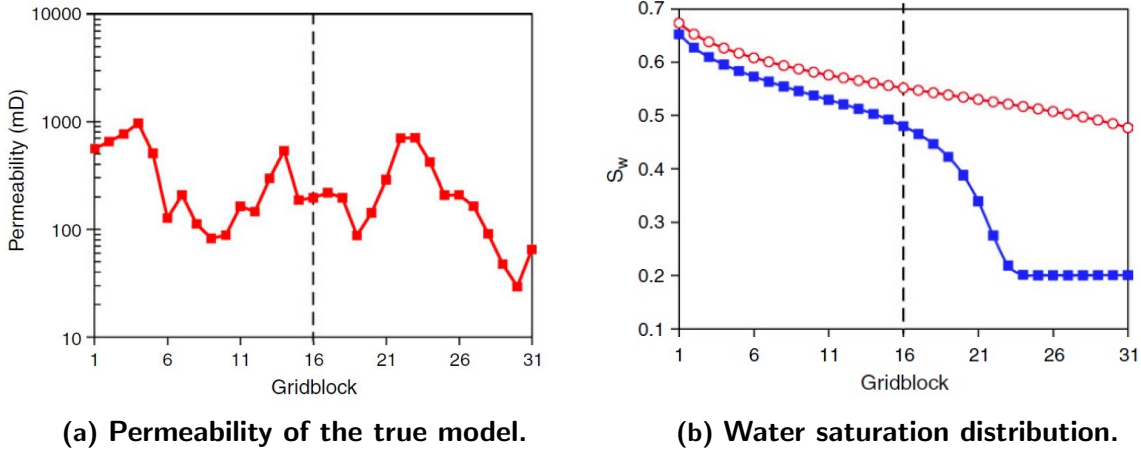 10000
1000
100
10
Permeability (mD)
1 6 11 16 21 26 31
Gridblock
(a) Permeability of the true model.
0.7
0.6
0.5
0.4
0.3
0.2
0.1
S_w
1 6 11 16 21 26 31
Gridblock
(b) Water saturation distribution.